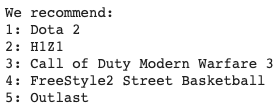 We recommend:
1: Dota 2
2: H1Z1
3: Call of Duty Modern Warfare 3
4: FreeStyle2 Street Basketball
5: Outlast